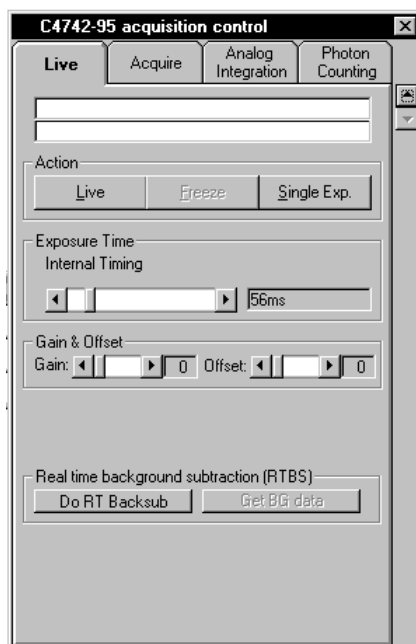 C4742-95 acquisition control
Live
Acquire
Analog
Integration
Photon
Counting
Action
Live
Freeze
Single Exp.
Exposure Time
Internal Timing
56ms
Gain & Offset
Gain: 0 Offset: 0
Real time background subtraction (RTBS)
Do RT Backsub
Get BG data